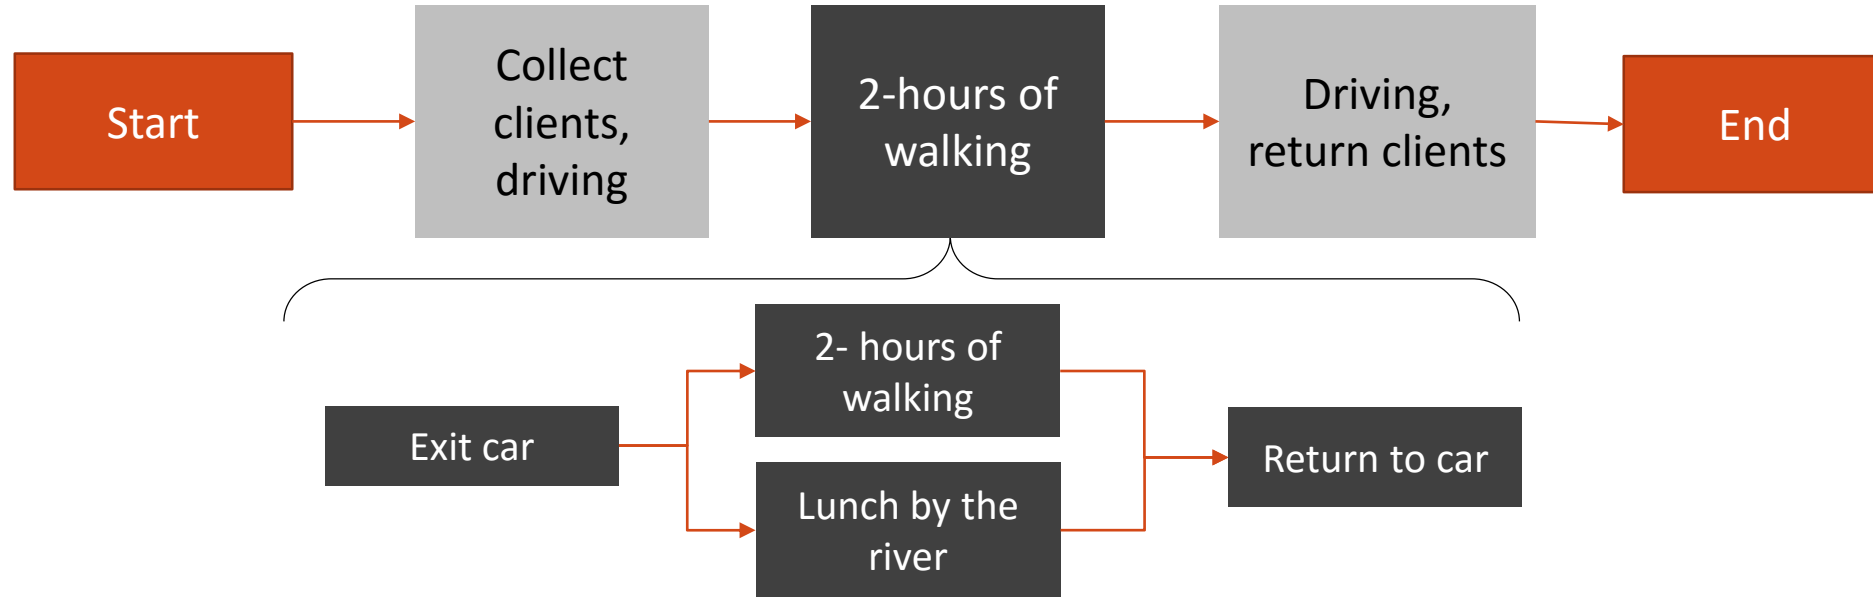 Start
Collect
clients,
driving
2-hours of
walking
Driving,
return clients
End
2- hours of
walking
Exit car
Lunch by the
river
Return to car